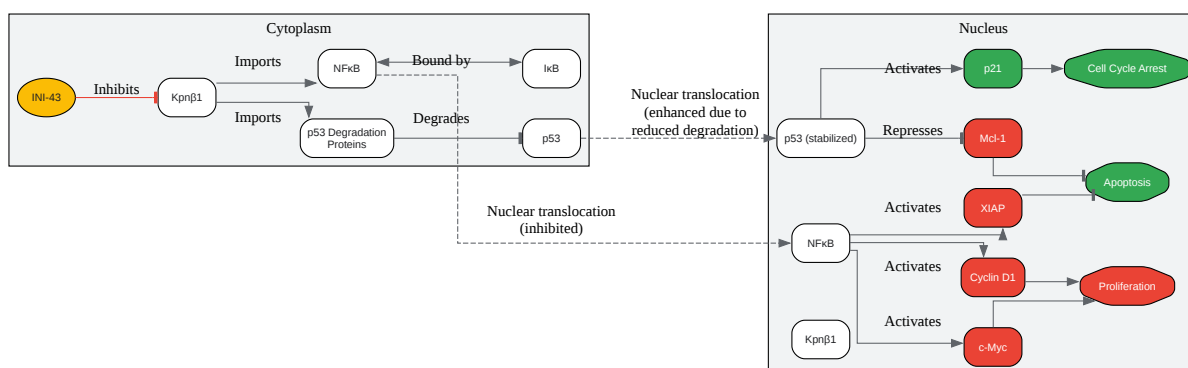 Cytoplasm
Nucleus
INI-43
Inhibits
Kpnβ1
Imports
Imports
NFκB
Bound by
IκB
p53 Degradation
Proteins
Degrades
p53
Nuclear translocation
(enhanced due to
reduced degradation)
Nuclear translocation
(inhibited)
p53 (stabilized)
Activates
p21
Cell Cycle Arrest
Represses
Mcl-1
Apoptosis
Activates
XIAP
NFκB
Activates
Cyclin D1
Proliferation
Activates
Kpnβ1
c-Myc